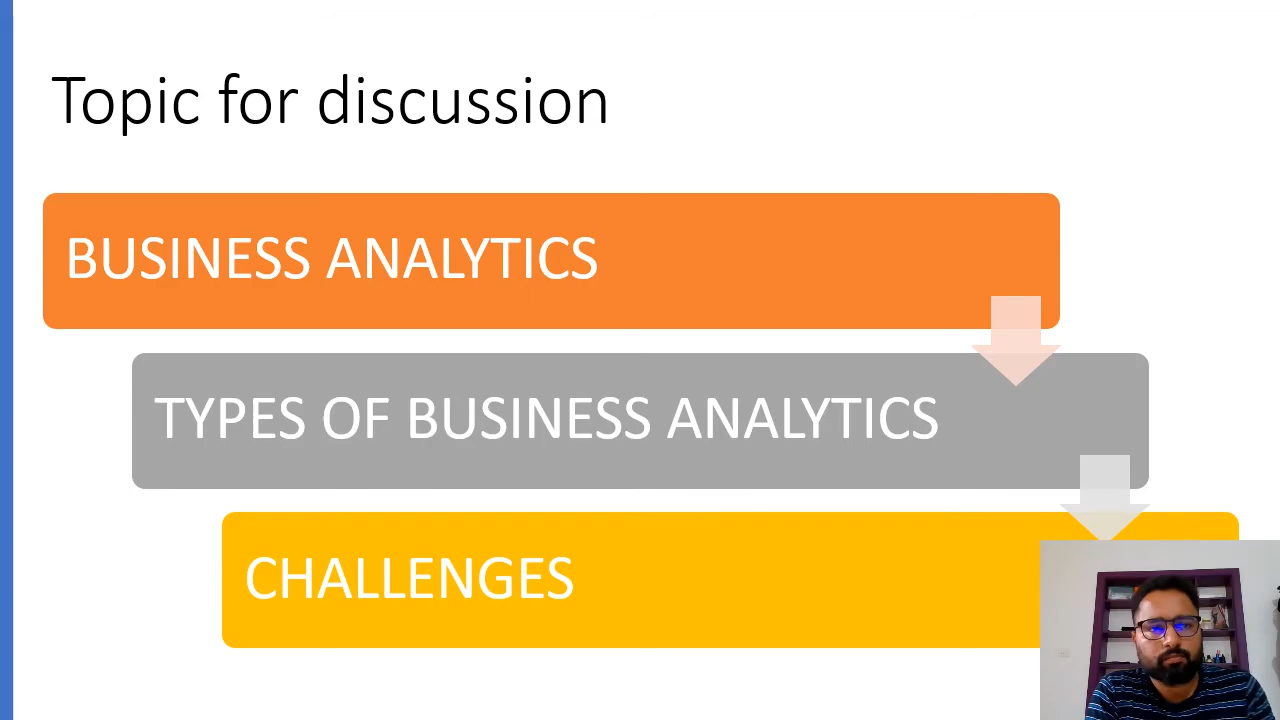 Topic for discussion
BUSINESS ANALYTICS
TYPES OF BUSINESS ANALYTICS
CHALLENGES